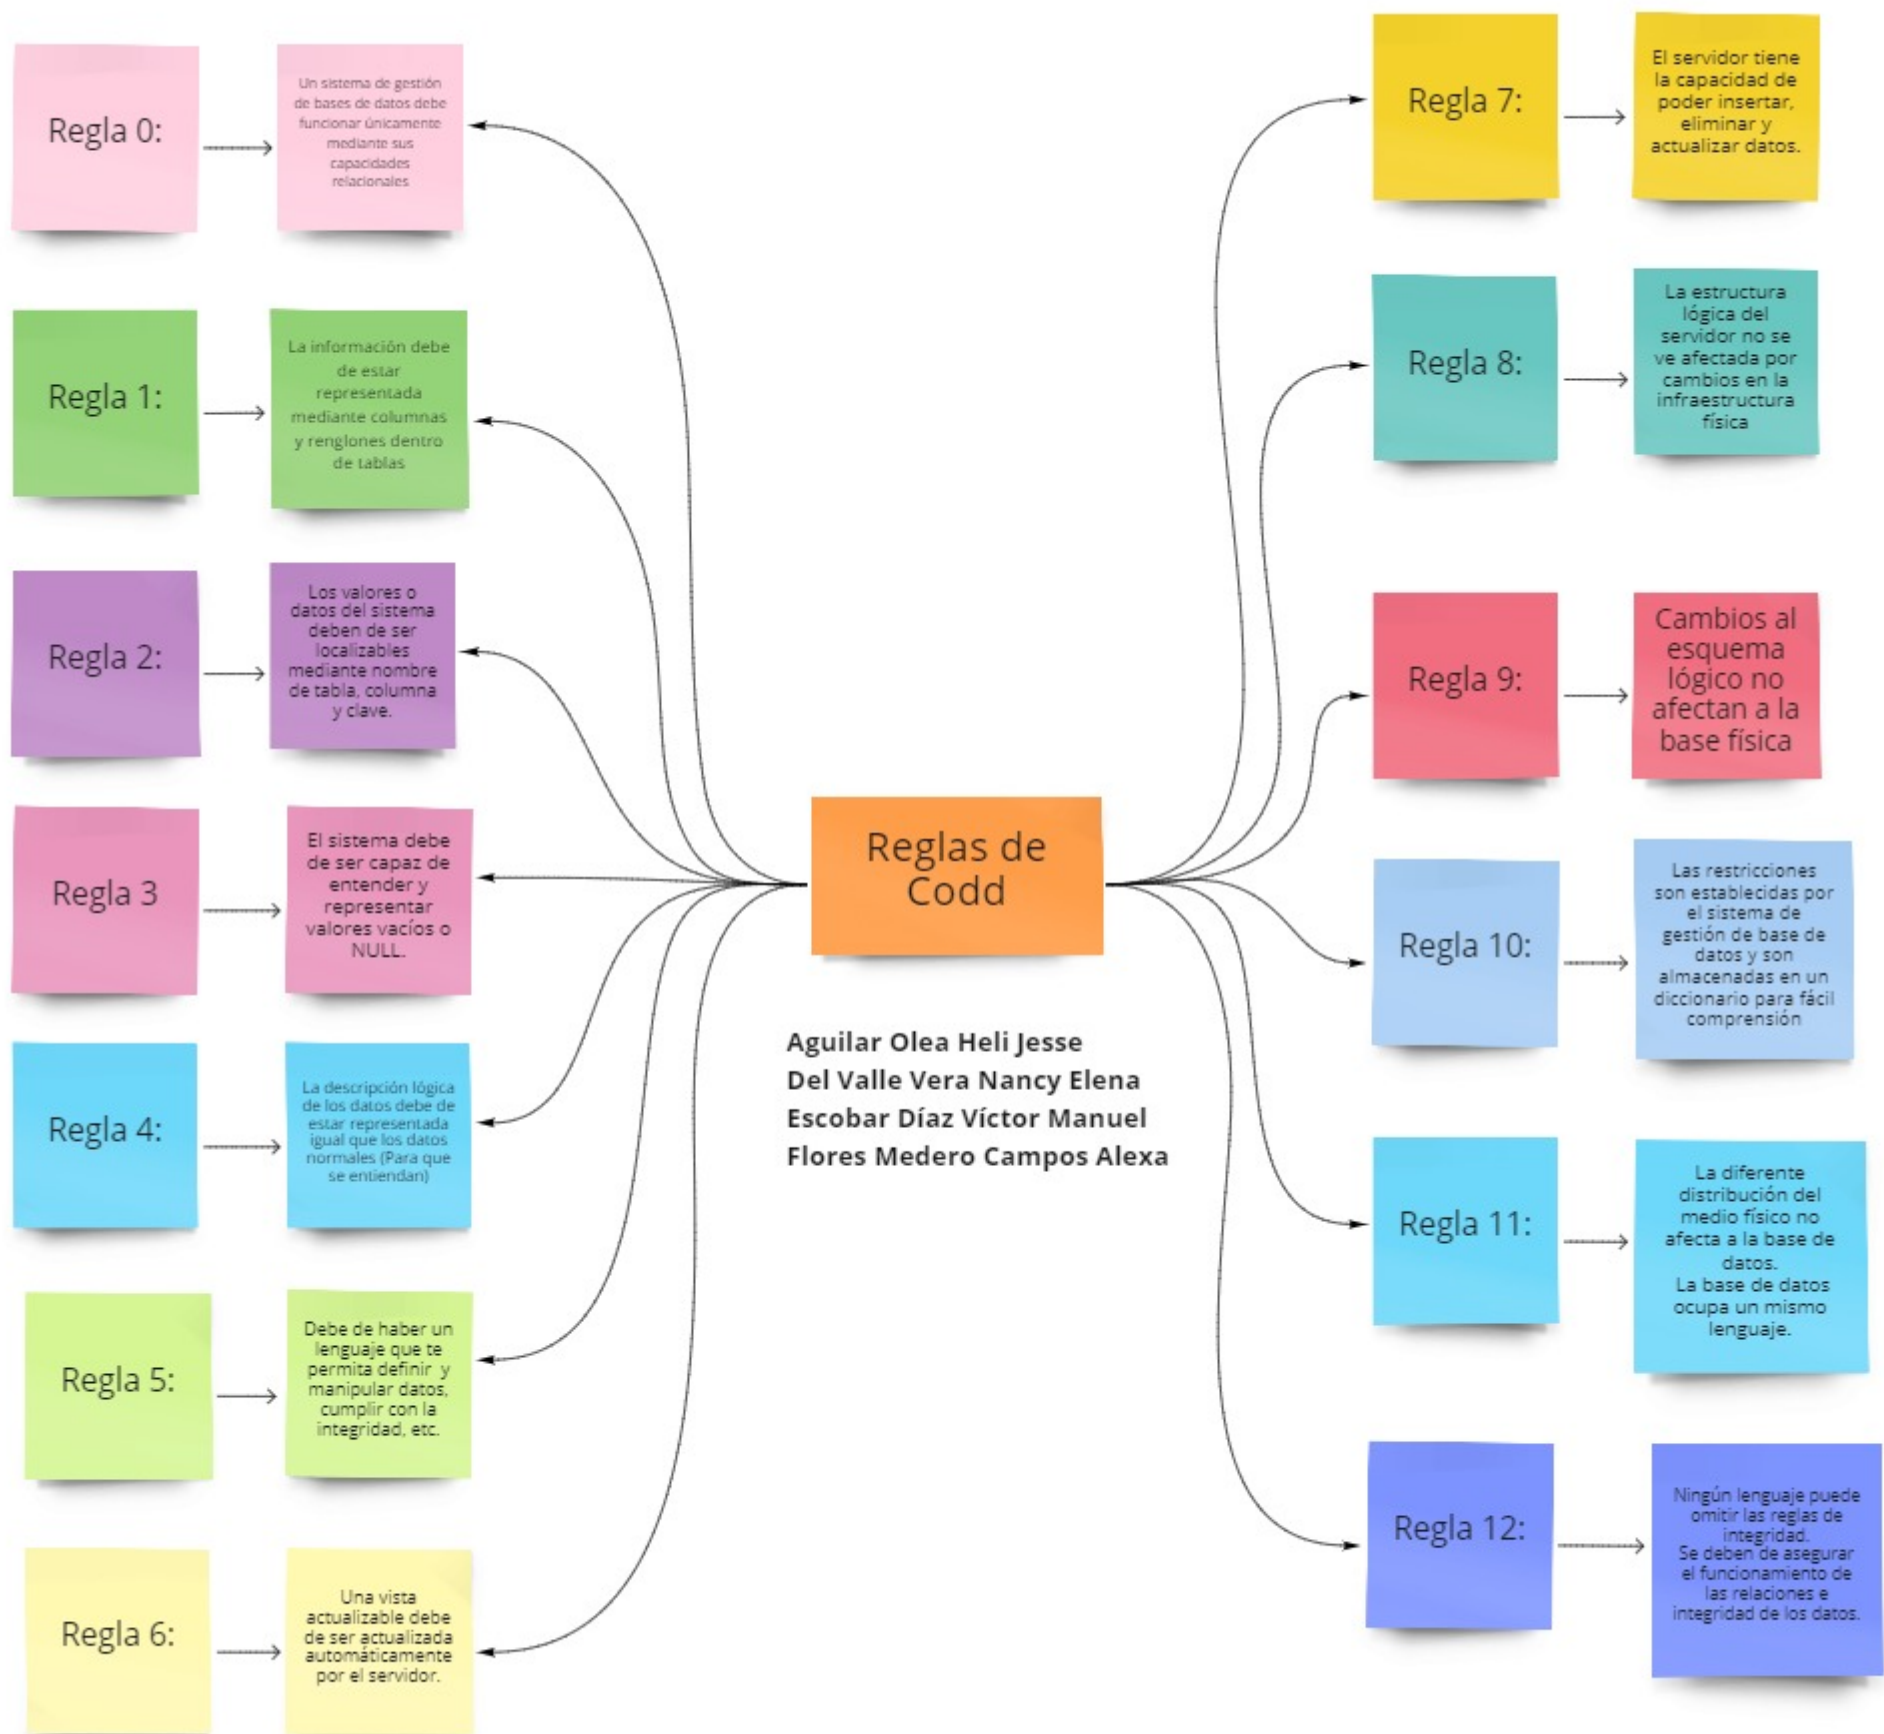 Regla 0:
Un sistema de gestión
de bases de datos debe
funcionar únicamente
mediante sus
capacidades
relacionales
Regla 1:
La información debe
de estar
representada
mediante columnas
y renglones dentro
de tablas
Regla 2:
Los valores o
datos del sistema
deben de ser
localizables
mediante nombre
de tabla, columna
y clave.
Regla 3
El sistema debe
de ser capaz de
entender y
representar
valores vacíos o
NULL.
Regla 4:
La descripción lógica
de los datos debe de
estar representada
igual que los datos
normales (Para que
se entiendan)
Regla 5:
Debe de haber un
lenguaje que te
permita definir y
manipular datos,
cumplir con la
integridad, etc.
Regla 6:
Una vista
actualizable debe
de ser actualizada
automáticamente
por el servidor.
Reglas de
Codd
Aguilar Olea Heli Jesse
Del Valle Vera Nancy Elena
Escobar Díaz Víctor Manuel
Flores Medero Campos Alexa
Regla 7:
El servidor tiene
la capacidad de
poder insertar,
eliminar y
actualizar datos.
Regla 8:
La estructura
lógica del
servidor no se
ve afectada por
cambios en la
infraestructura
física
Regla 9:
Cambios al
esquema
lógico no
afectan a la
base física
Regla 10:
Las restricciones
son establecidas por
el sistema de
gestión de base de
datos y son
almacenadas en un
diccionario para fácil
comprensión
Regla 11:
La diferente
distribución del
medio físico no
afecta a la base de
datos.
La base de datos
ocupa un mismo
lenguaje.
Regla 12:
Ningún lenguaje puede
omitir las reglas de
integridad.
Se deben de asegurar
el funcionamiento de
las relaciones e
integridad de los datos.